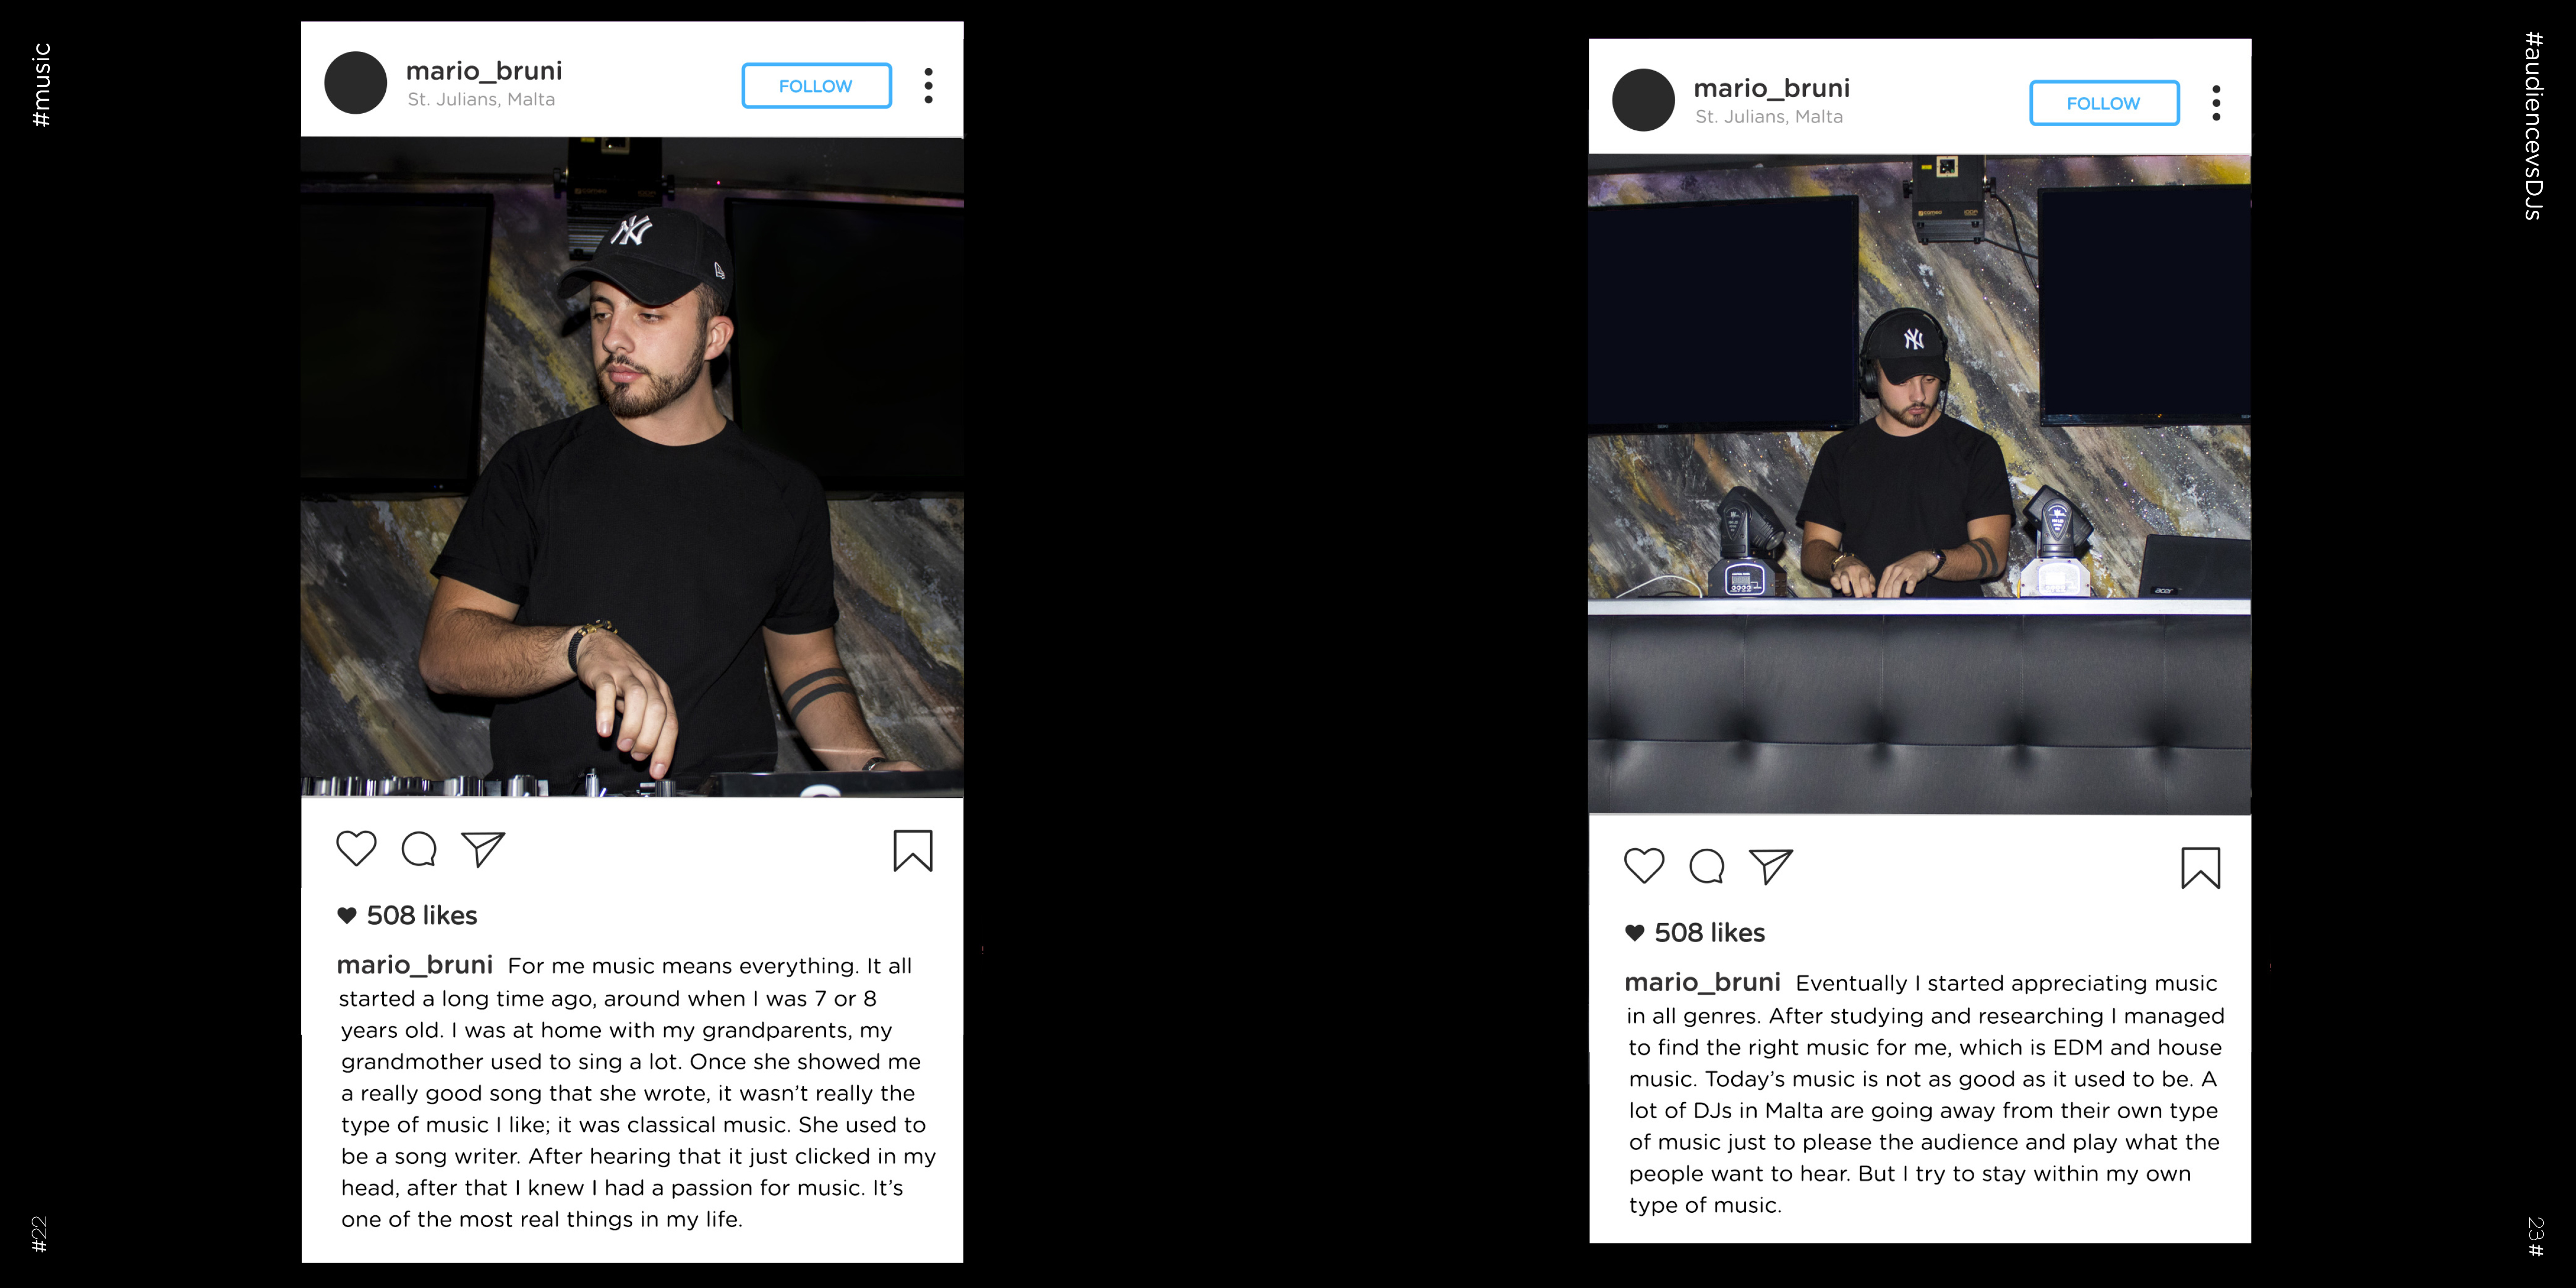 #music
mario_bruni
St. Julians, Malta
FOLLOW
NY
508 likes
mario_bruni For me music means everything. It all
started a long time ago, around when I was 7 or 8
years old. I was at home with my grandparents, my
grandmother used to sing a lot. Once she showed me
a really good song that she wrote, it wasn’t really the
type of music I like; it was classical music. She used to
be a song writer. After hearing that it just clicked in my
head, after that I knew I had a passion for music. It’s
one of the most real things in my life.
#22
#audiencevsDJs
mario_bruni
St. Julians, Malta
FOLLOW
NY
acer
508 likes
mario_bruni Eventually I started appreciating music
in all genres. After studying and researching I managed
to find the right music for me, which is EDM and house
music. Today’s music is not as good as it used to be. A
lot of DJs in Malta are going away from their own type
of music just to please the audience and play what the
people want to hear. But I try to stay within my own
type of music.
23#